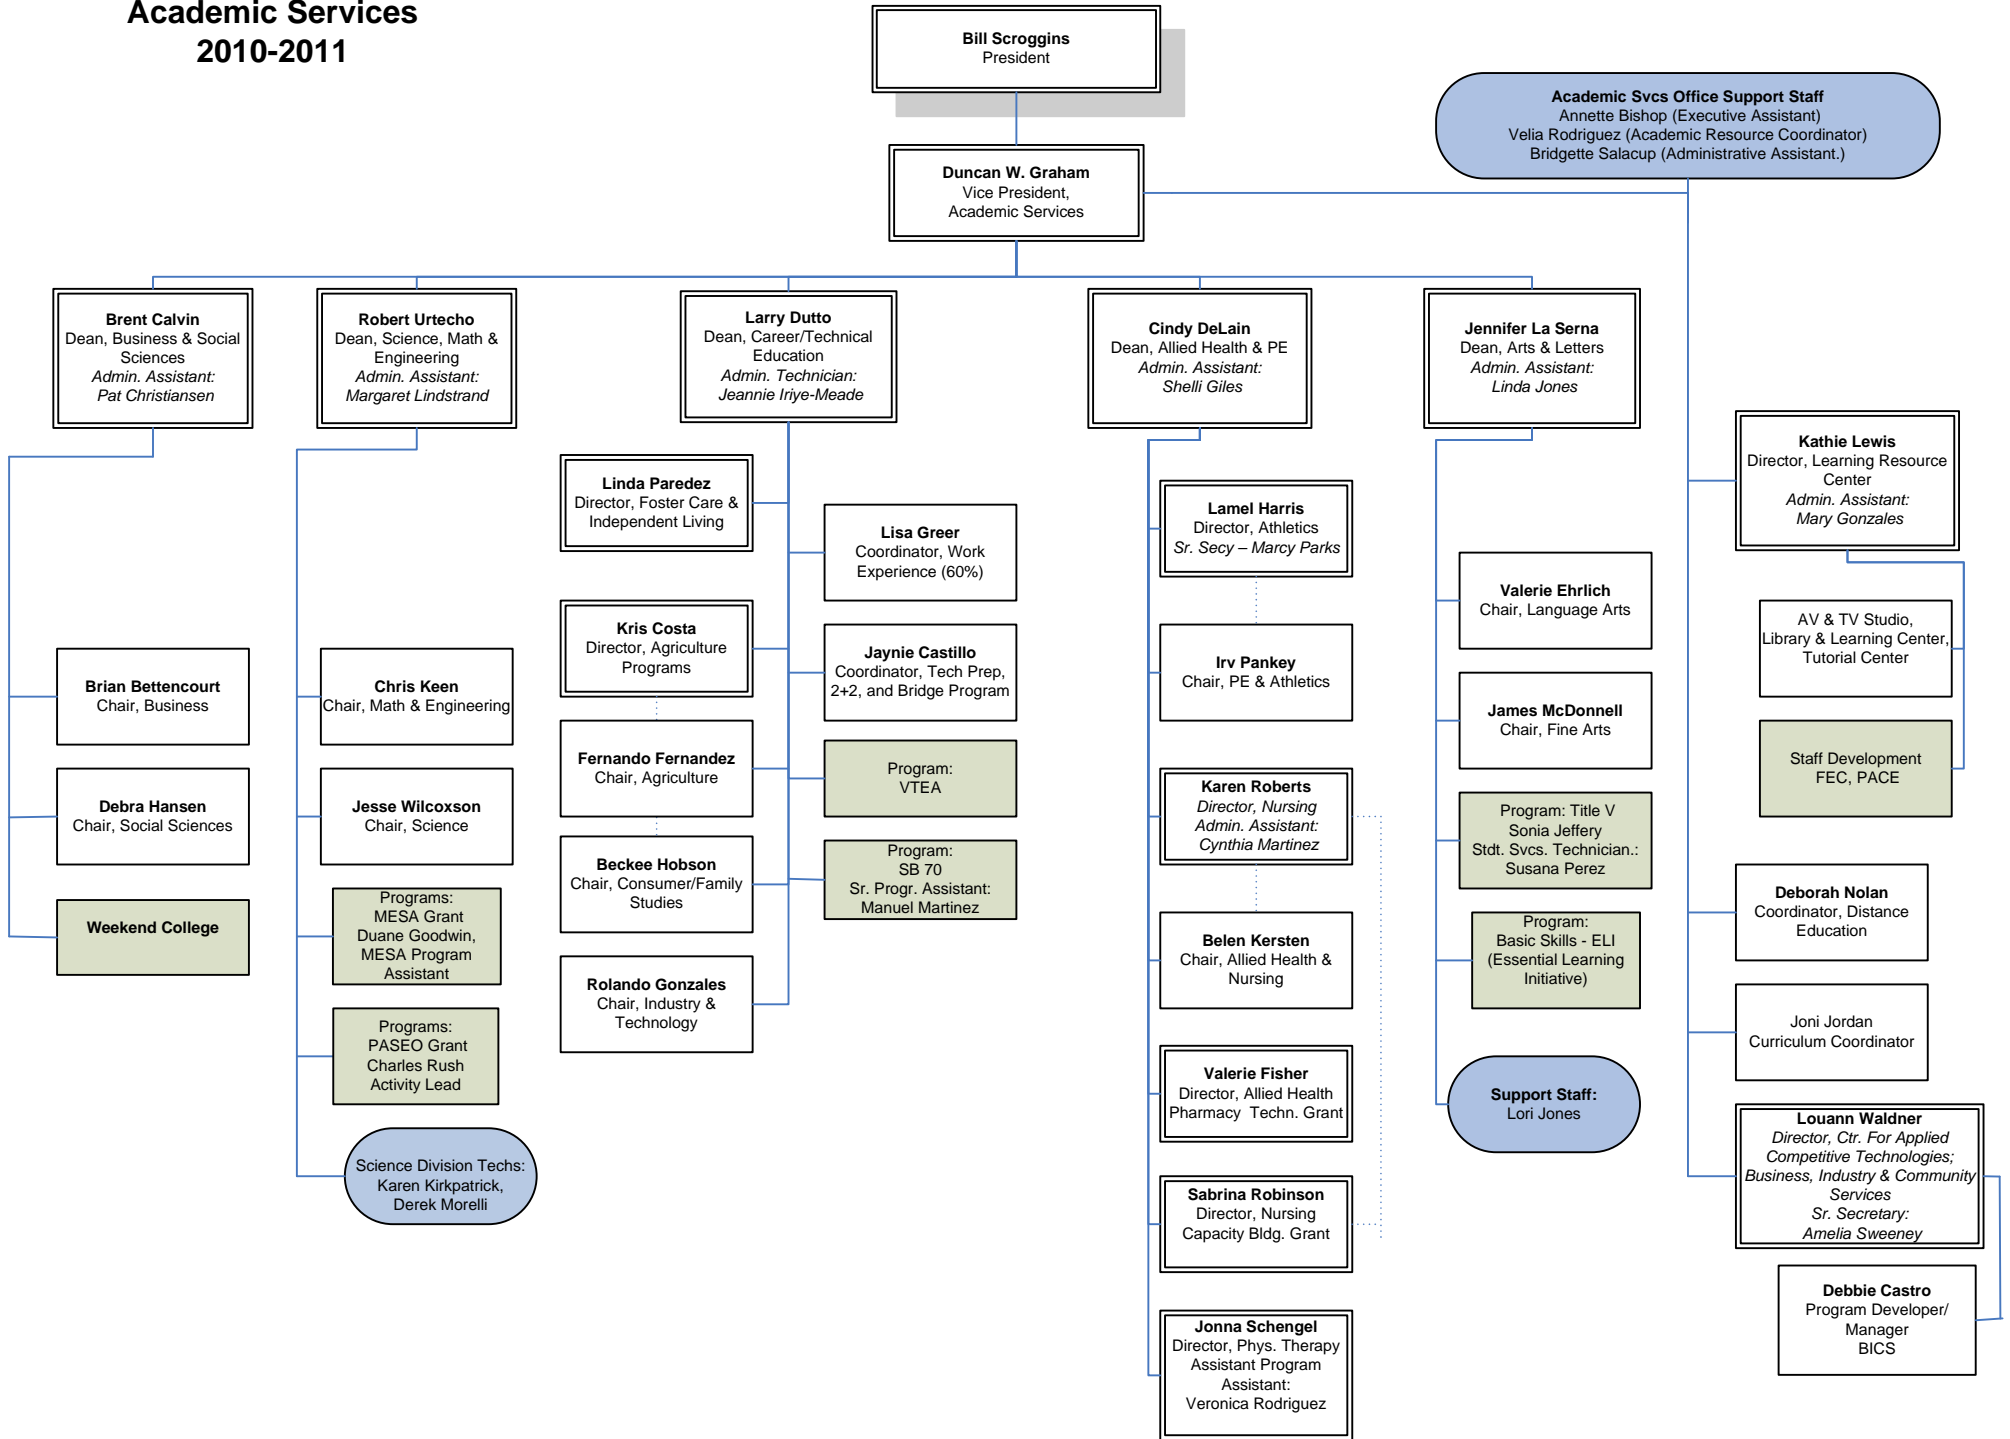 Academic Services
2010-2011
Bill Scroggins
President
Academic Svcs Office Support Staff
Annette Bishop (Executive Assistant)
Velia Rodriguez (Academic Resource Coordinator)
Bridgette Salacup (Administrative Assistant.)
Duncan W. Graham
Vice President,
Academic Services
Brent Calvin
Dean, Business & Social
Sciences
Admin. Assistant:
Pat Christiansen
Robert Urtecho
Dean, Science, Math &
Engineering
Admin. Assistant:
Margaret Lindstrand
Larry Dutto
Dean, Career/Technical
Education
Admin. Technician:
Jeannie Iriye-Meade
Cindy DeLain
Dean, Allied Health & PE
Admin. Assistant:
Shelli Giles
Jennifer La Serna
Dean, Arts & Letters
Admin. Assistant:
Linda Jones
Kathie Lewis
Director, Learning Resource
Center
Admin. Assistant:
Mary Gonzales
Brian Bettencourt
Chair, Business
Debra Hansen
Chair, Social Sciences
Weekend College
Chris Keen
Chair, Math & Engineering
Jesse Wilcoxson
Chair, Science
Programs:
MESA Grant
Duane Goodwin,
MESA Program
Assistant
Programs:
PASEO Grant
Charles Rush
Activity Lead
Science Division Techs:
Karen Kirkpatrick,
Derek Morelli
Linda Paredez
Director, Foster Care &
Independent Living
Kris Costa
Director, Agriculture
Programs
Fernando Fernandez
Chair, Agriculture
Beckee Hobson
Chair, Consumer/Family
Studies
Rolando Gonzales
Chair, Industry &
Technology
Lisa Greer
Coordinator, Work
Experience (60%)
Jaynie Castillo
Coordinator, Tech Prep,
2+2, and Bridge Program
Program:
VTEA
Program:
SB 70
Sr. Progr. Assistant:
Manuel Martinez
Lamel Harris
Director, Athletics
Sr. Secy – Marcy Parks
Irv Pankey
Chair, PE & Athletics
Karen Roberts
Director, Nursing
Admin. Assistant:
Cynthia Martinez
Belen Kersten
Chair, Allied Health &
Nursing
Valerie Fisher
Director, Allied Health
Pharmacy Techn. Grant
Sabrina Robinson
Director, Nursing
Capacity Bldg. Grant
Jonna Schengel
Director, Phys. Therapy
Assistant Program
Assistant:
Veronica Rodriguez
Valerie Ehrlich
Chair, Language Arts
James McDonnell
Chair, Fine Arts
Program: Title V
Sonia Jeffery
Stdt. Svcs. Technician.:
Susana Perez
Program:
Basic Skills - ELI
(Essential Learning
Initiative)
Support Staff:
Lori Jones
AV & TV Studio,
Library & Learning Center,
Tutorial Center
Staff Development
FEC, PACE
Deborah Nolan
Coordinator, Distance
Education
Joni Jordan
Curriculum Coordinator
Louann Waldner
Director, Ctr. For Applied
Competitive Technologies;
Business, Industry & Community
Services
Sr. Secretary:
Amelia Sweeney
Debbie Castro
Program Developer/
Manager
BICS